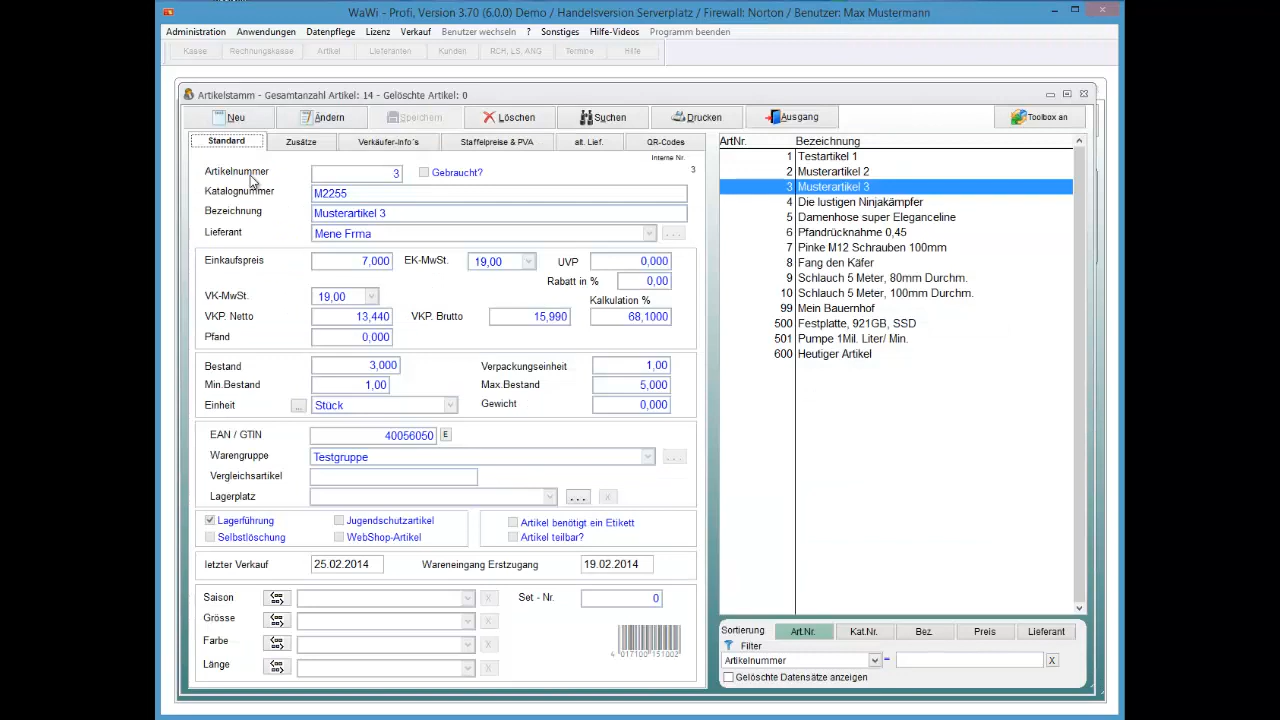 WaWi - Profi, Version 3.70 (6.0.0) Demo / Handelsversion Serverplatz / Firewall: Norton / Benutzer: Max Mustermann
Administration Anwendungen Datenpflege Lizenz Verkauf Benutzer wechseln ? Sonstiges Hilfe-Videos Programm beenden
Kasse Rechnungskasse Artikel Lieferanten Kunden RCH, LS, ANG Termine Hilfe
Artikelstamm - Gesamtanzahl Artikel: 14 - Gelöschte Artikel: 0
Neu Ändern Speichern Löschen Suchen Drucken Ausgang Toolbox an
Standard Zusätze Verkäufer-Info´s Staffelpreise & PVA alt. Lief. QR-Codes
Interne Nr.
3
Artikelnummer 3 Gebraucht?
Katalognummer M2255
Bezeichnung Musterartikel 3
Lieferant Mene Frma ...
Einkaufspreis 7,000 EK-MwSt. 19,00 UVP 0,000
Rabatt in % 0,00
VK-MwSt. 19,00 Kalkulation %
VKP. Netto 13,440 VKP. Brutto 15,990 68,1000
Pfand 0,000
Bestand 3,000 Verpackungseinheit 1,00
Min.Bestand 1,00 Max.Bestand 5,000
Einheit ... Stück Gewicht 0,000
EAN / GTIN 40056050 E
Warengruppe Testgruppe ...
Vergleichsartikel
Lagerplatz ... X
Lagerführung Jugendschutzartikel Artikel benötigt ein Etikett
Selbstlöschung WebShop-Artikel Artikel teilbar?
letzter Verkauf 25.02.2014 Wareneingang Erstzugang 19.02.2014
Saison X Set - Nr. 0
Grösse X
Farbe X
4 017100 151002
Länge X
ArtNr. Bezeichnung
1 Testartikel 1
2 Musterartikel 2
3 Musterartikel 3
4 Die lustigen Ninjakämpfer
5 Damenhose super Eleganceline
6 Pfandrücknahme 0,45
7 Pinke M12 Schrauben 100mm
8 Fang den Käfer
9 Schlauch 5 Meter, 80mm Durchm.
10 Schlauch 5 Meter, 100mm Durchm.
99 Mein Bauernhof
500 Festplatte, 921GB, SSD
501 Pumpe 1Mil. Liter/ Min.
600 Heutiger Artikel
Sortierung Art.Nr. Kat.Nr. Bez. Preis Lieferant
Filter
Artikelnummer = X
Gelöschte Datensätze anzeigen